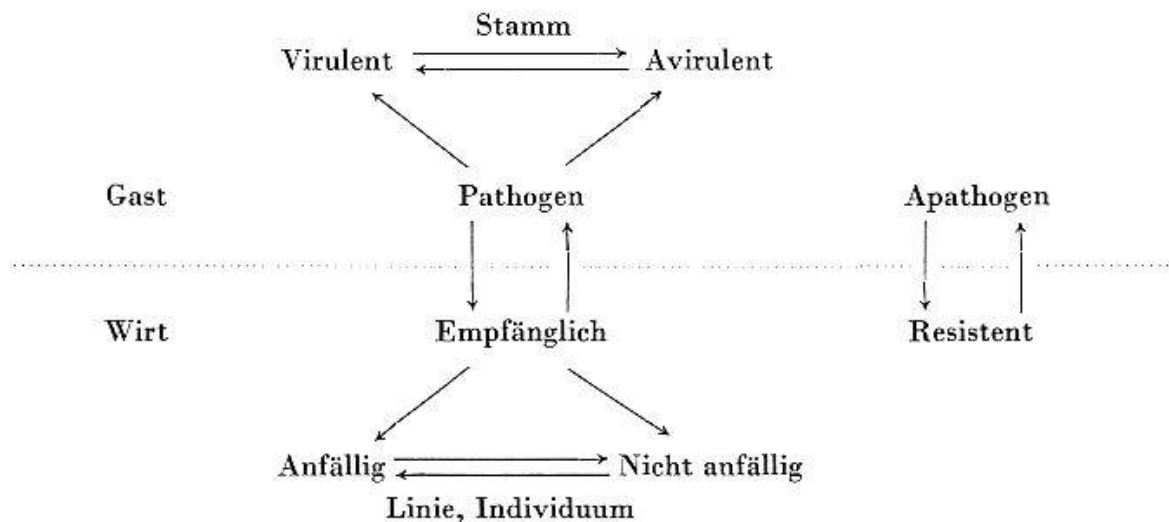 Stamm
Virulent Avirulent
Gast Pathogen Apathogen
Wirt Empfänglich Resistent
Anfällig Nicht anfällig
Linie, Individuum